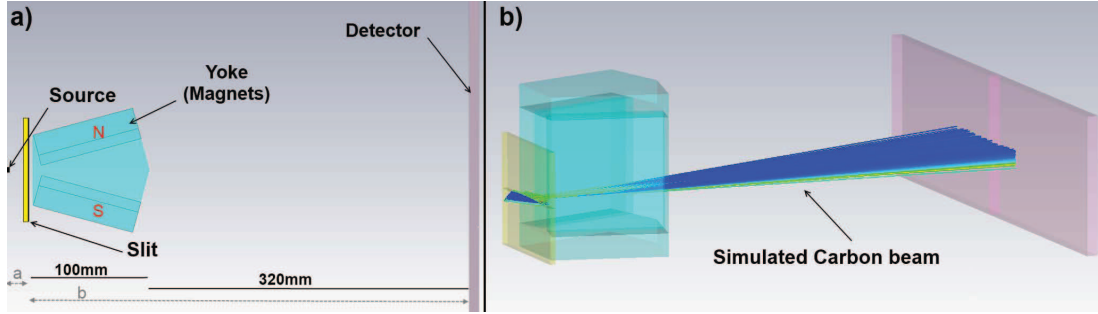 a)
Source
Yoke
(Magnets)
Detector
N
S
Slit
a
100mm
320mm
b
b)
Simulated Carbon beam